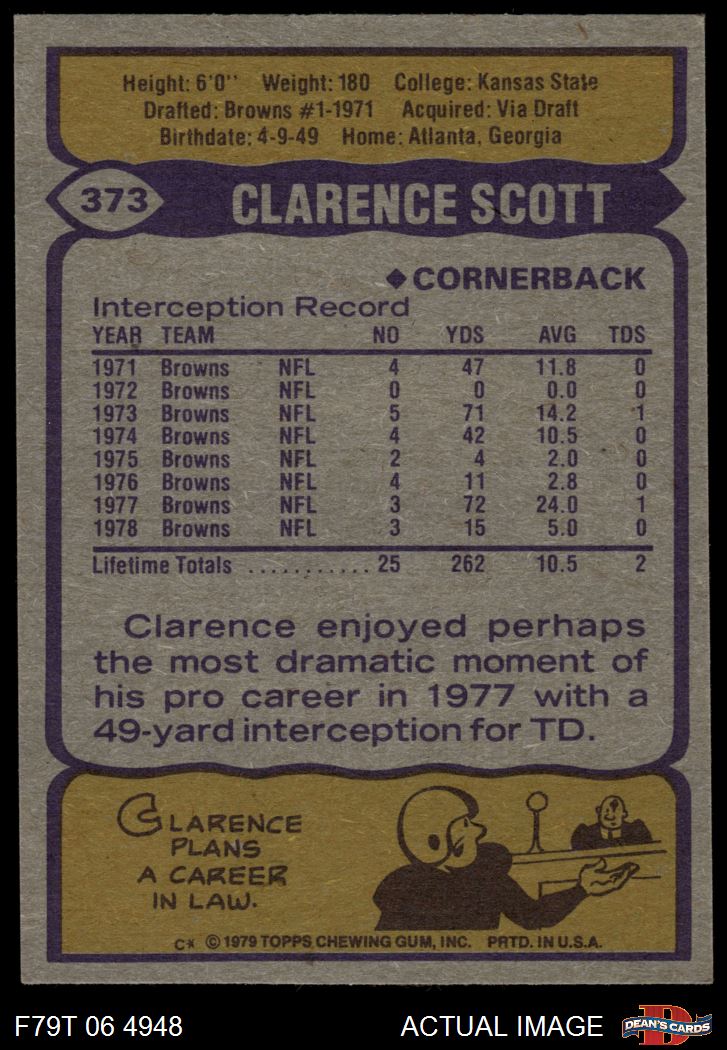 Height: 6'0" Weight: 180 College: Kansas State
Drafted: Browns #1-1971 Acquired: Via Draft
Birthdate: 4-9-49 Home: Atlanta, Georgia
373 CLARENCE SCOTT
◆ CORNERBACK
Interception Record
YEAR TEAM NO YDS AVG TDS
1971 Browns NFL 4 47 11.8 0
1972 Browns NFL 0 0 0.0 0
1973 Browns NFL 5 71 14.2 1
1974 Browns NFL 4 42 10.5 0
1975 Browns NFL 2 4 2.0 0
1976 Browns NFL 4 11 2.8 0
1977 Browns NFL 3 72 24.0 1
1978 Browns NFL 3 15 5.0 0
Lifetime Totals ........... 25 262 10.5 2
Clarence enjoyed perhaps
the most dramatic moment of
his pro career in 1977 with a
49-yard interception for TD.
CLARENCE
PLANS
A CAREER
IN LAW.
C* © 1979 TOPPS CHEWING GUM, INC. PRTD. IN U.S.A.
F79T 06 4948 ACTUAL IMAGE D DEAN'S CARDS